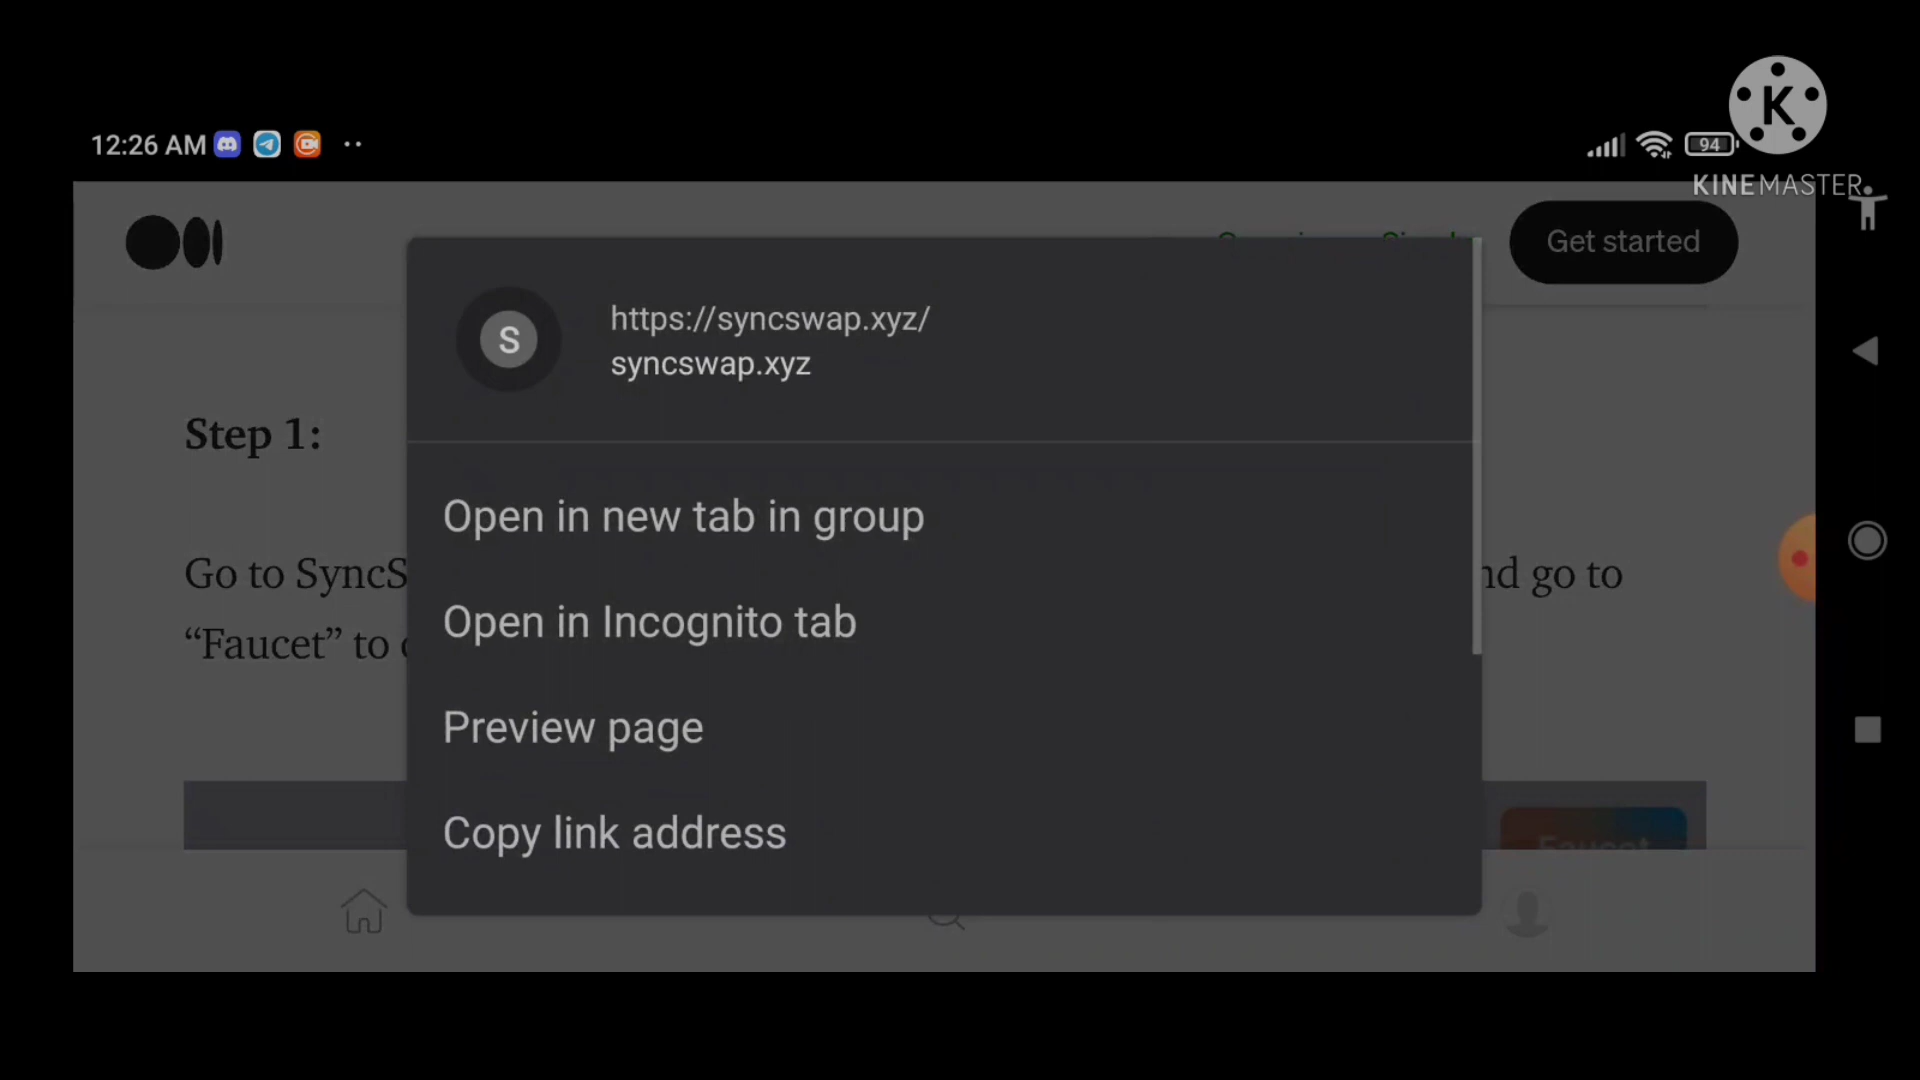 12:26 AM
94
K
KINEMASTER
Get started
S
https://syncswap.xyz/
syncswap.xyz
Step 1:
Open in new tab in group
Go to SyncS
go to
Open in Incognito tab
“Faucet” to
Preview page
Faucet
Copy link address